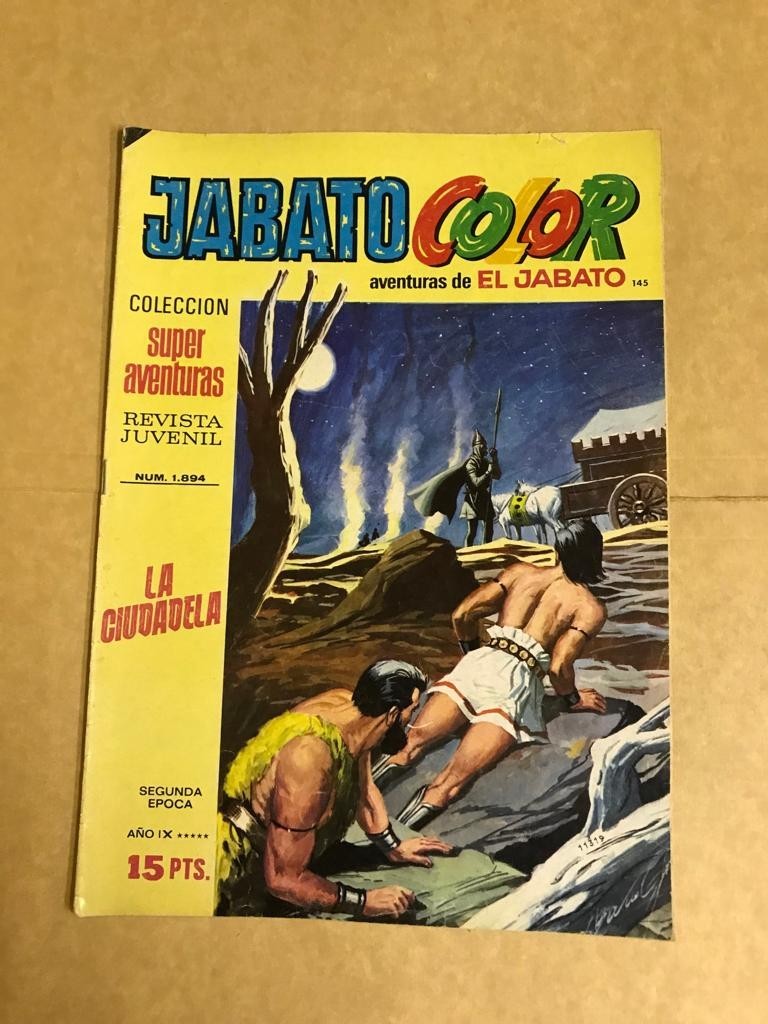 JABATO COLOR
aventuras de EL JABATO 145
COLECCION
super
aventuras
REVISTA
JUVENIL
NUM. 1.894
LA
CIUDADELA
SEGUNDA
EPOCA
AÑO IX *****
15 PTS.
11319